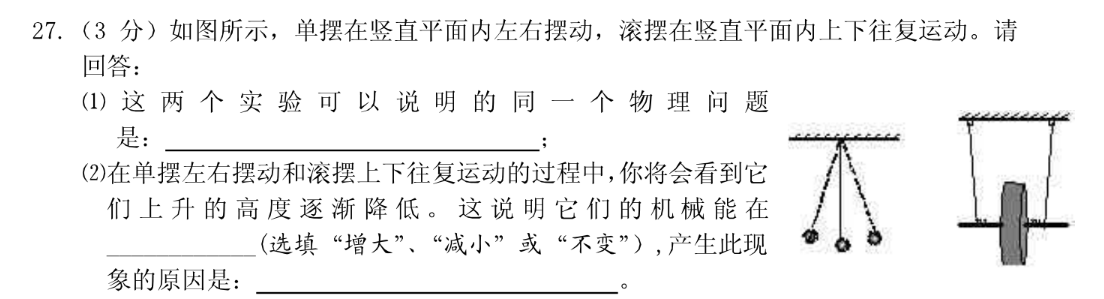 27. （3 分）如图所示，单摆在竖直平面内左右摆动，滚摆在竖直平面内上下往复运动。请
回答：
⑴ 这两个实验可以说明的同一个物理问题
是：____________________；
⑵在单摆左右摆动和滚摆上下往复运动的过程中，你将会看到它
们上升的高度逐渐降低。这说明它们的机械能在
____________(选填“增大”、“减小”或“不变”），产生此现
象的原因是：____________________。